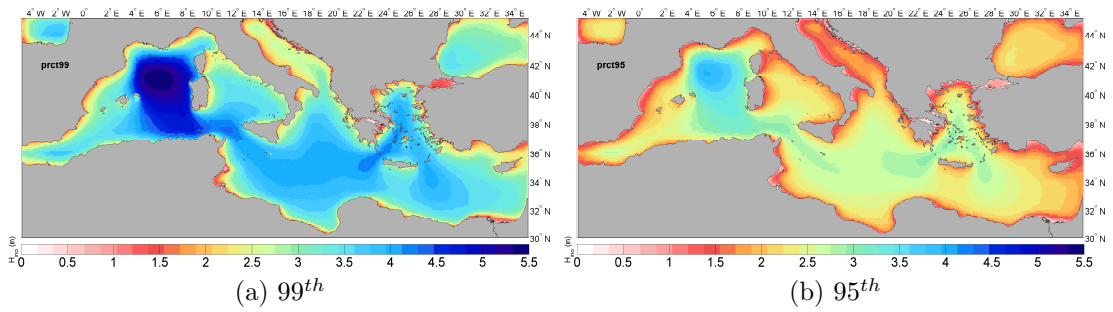 4° W 2° W 0° E 2° E 4° E 6° E 8° E 10° E 12° E 14° E 16° E 18° E 20° E 22° E 24° E 26° E 28° E 30° E 32° E 34° E
44° N
42° N
40° N
38° N
36° N
34° N
32° N
30° N
prct99
0 0.5 1 1.5 2 2.5 3 3.5 4 4.5 5 5.5
(a) 99th
4° W 2° W 0° E 2° E 4° E 6° E 8° E 10° E 12° E 14° E 16° E 18° E 20° E 22° E 24° E 26° E 28° E 30° E 32° E 34° E
44° N
42° N
40° N
38° N
36° N
34° N
32° N
30° N
prct95
0 0.5 1 1.5 2 2.5 3 3.5 4 4.5 5 5.5
(b) 95th